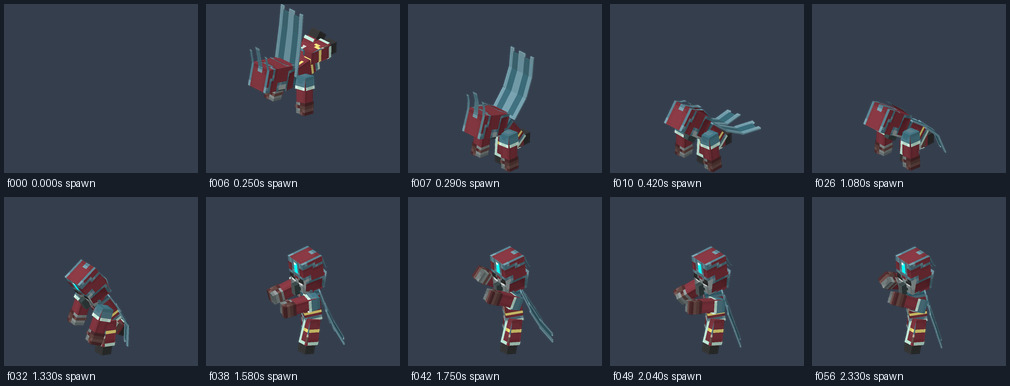 f000 0.000s spawn
f006 0.250s spawn
f007 0.290s spawn
f010 0.420s spawn
f026 1.080s spawn
f032 1.330s spawn
f038 1.580s spawn
f042 1.750s spawn
f049 2.040s spawn
f056 2.330s spawn